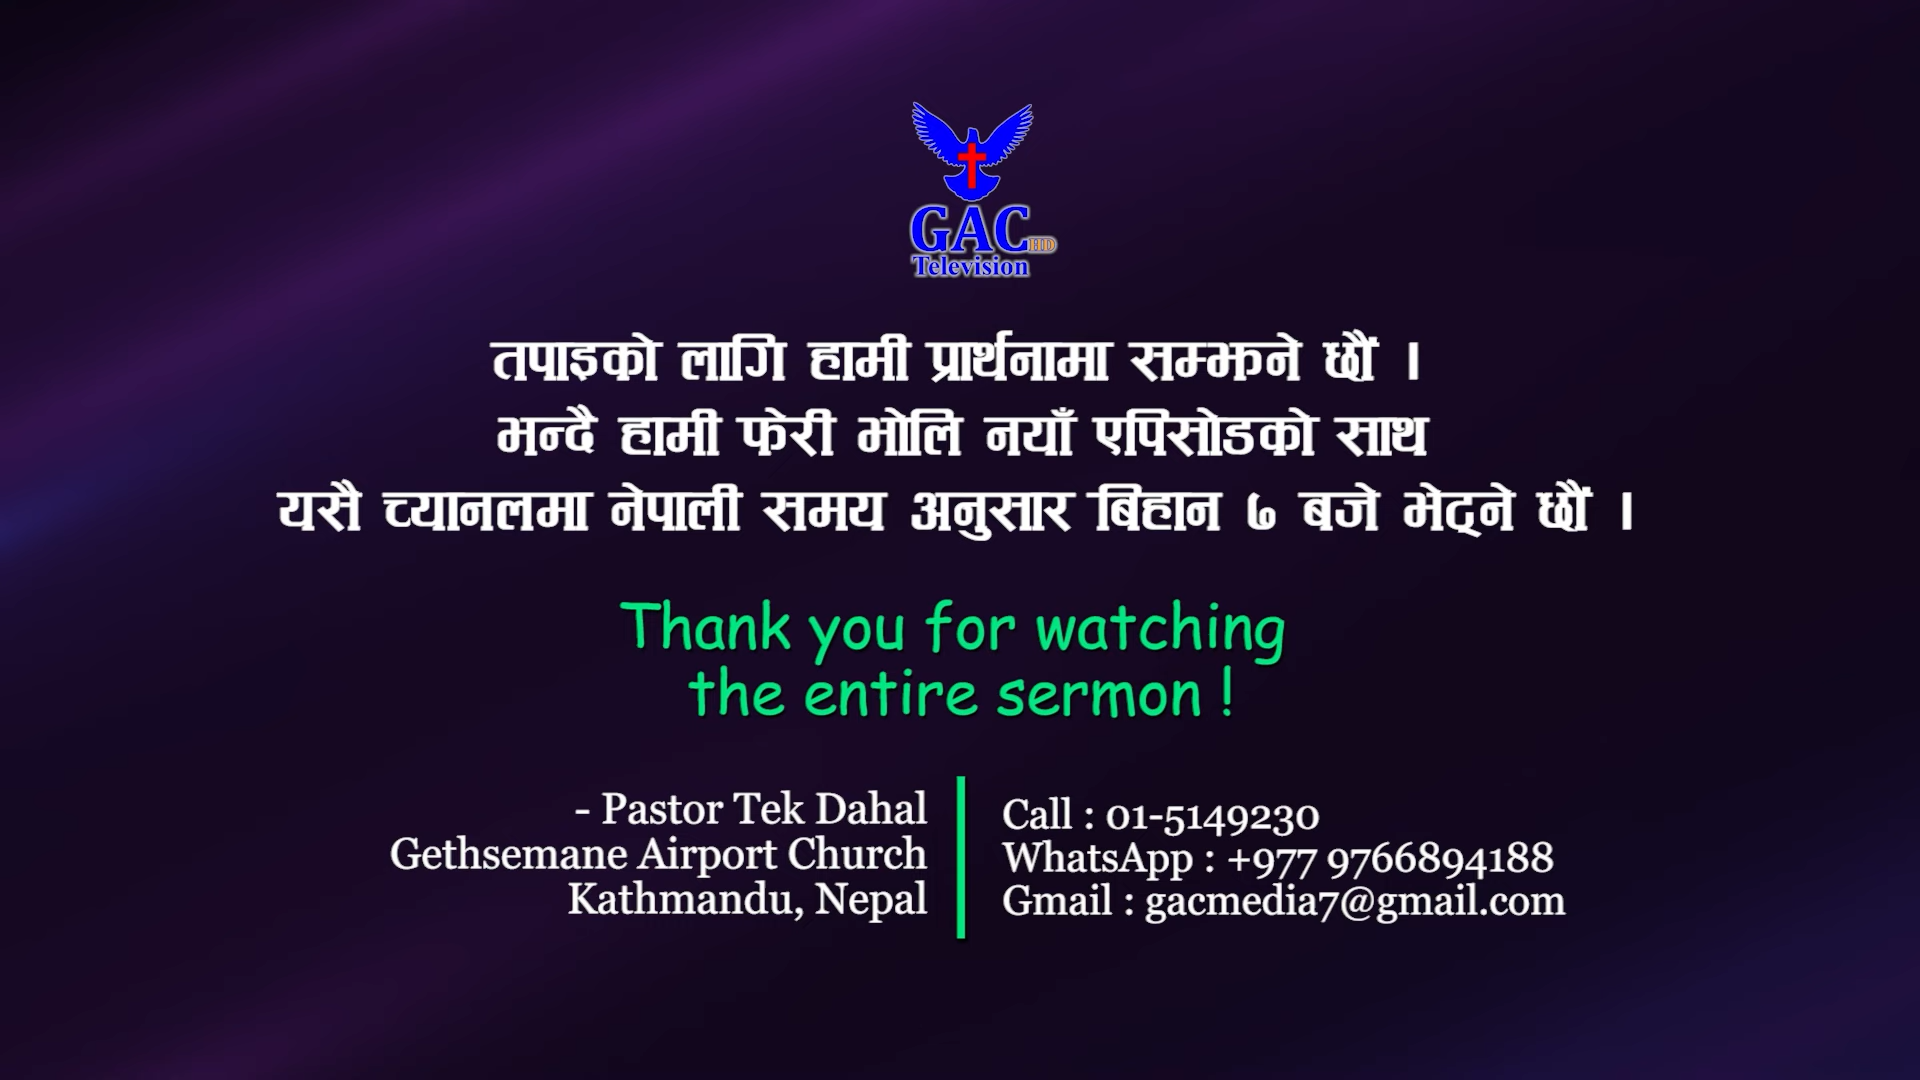 GAC HD
Television
तपाइको लागि हामी प्रार्थनामा सम्झने छौं ।
भन्दै हामी फेरी भोलि नयाँ एपिसोडको साथ
यसै च्यानलमा नेपाली समय अनुसार बिहान ७ बजे भेट्ने छौं ।
Thank you for watching
the entire sermon !
- Pastor Tek Dahal
Gethsemane Airport Church
Kathmandu, Nepal
Call : 01-5149230
WhatsApp : +977 9766894188
Gmail : gacmedia7@gmail.com